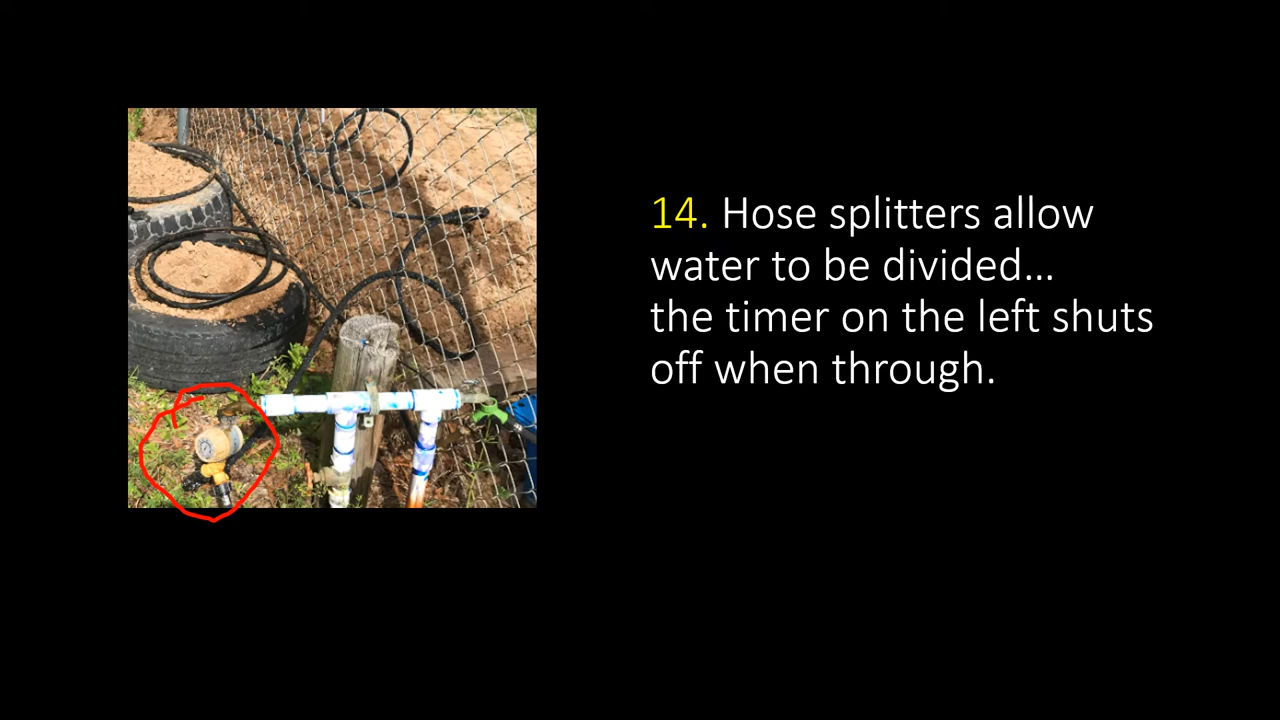 14. Hose splitters allow
water to be divided...
the timer on the left shuts
off when through.